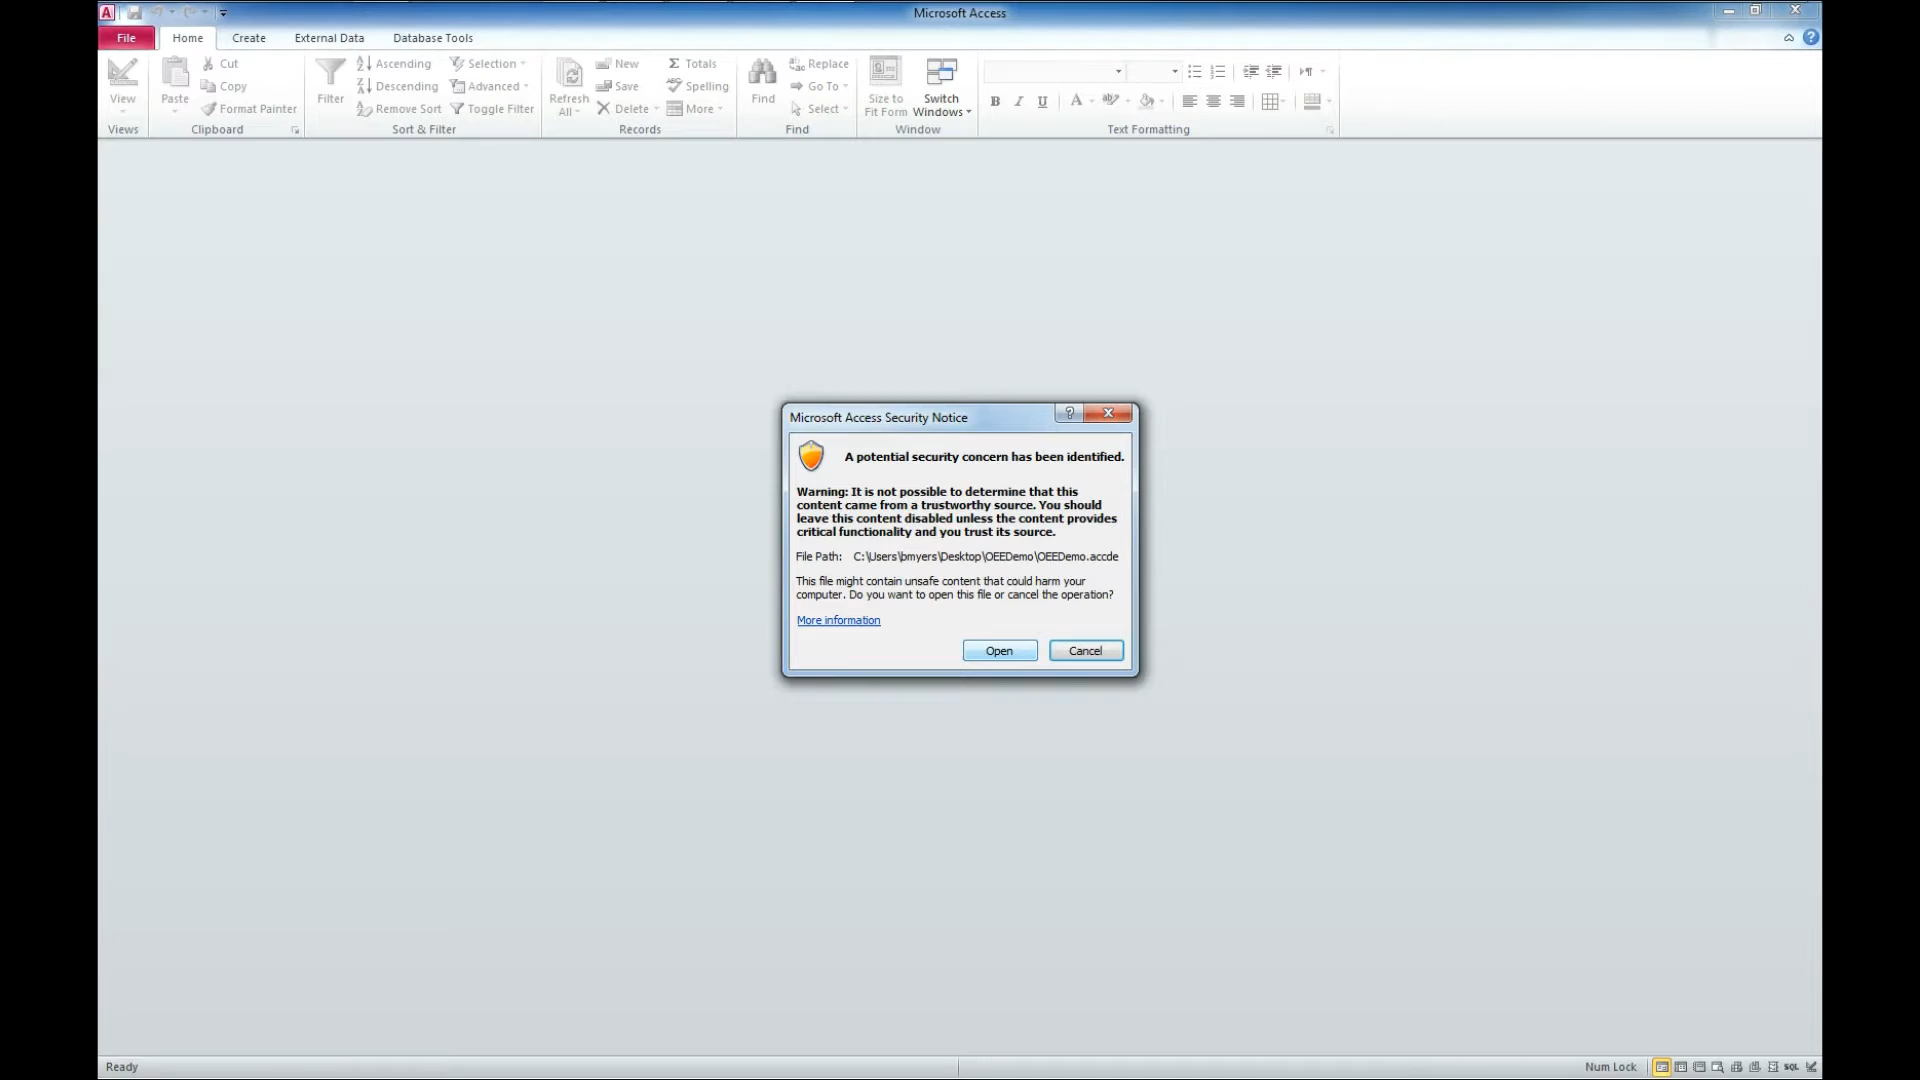 Microsoft Access
File Home Create External Data Database Tools
View
Views
Paste
Cut
Copy
Format Painter
Clipboard
Filter
Ascending
Descending
Remove Sort
Selection
Advanced
Toggle Filter
Sort & Filter
Refresh
All
New
Save
Delete
Totals
Spelling
More
Records
Find
Replace
Go To
Select
Find
Size to
Fit Form
Switch
Windows
Window
B I U A
Text Formatting
Microsoft Access Security Notice
A potential security concern has been identified.
Warning: It is not possible to determine that this
content came from a trustworthy source. You should
leave this content disabled unless the content provides
critical functionality and you trust its source.
File Path: C:\Users\bmyers\Desktop\OEEDemo\OEEDemo.accde
This file might contain unsafe content that could harm your
computer. Do you want to open this file or cancel the operation?
More information
Open Cancel
Ready
Num Lock
SQL